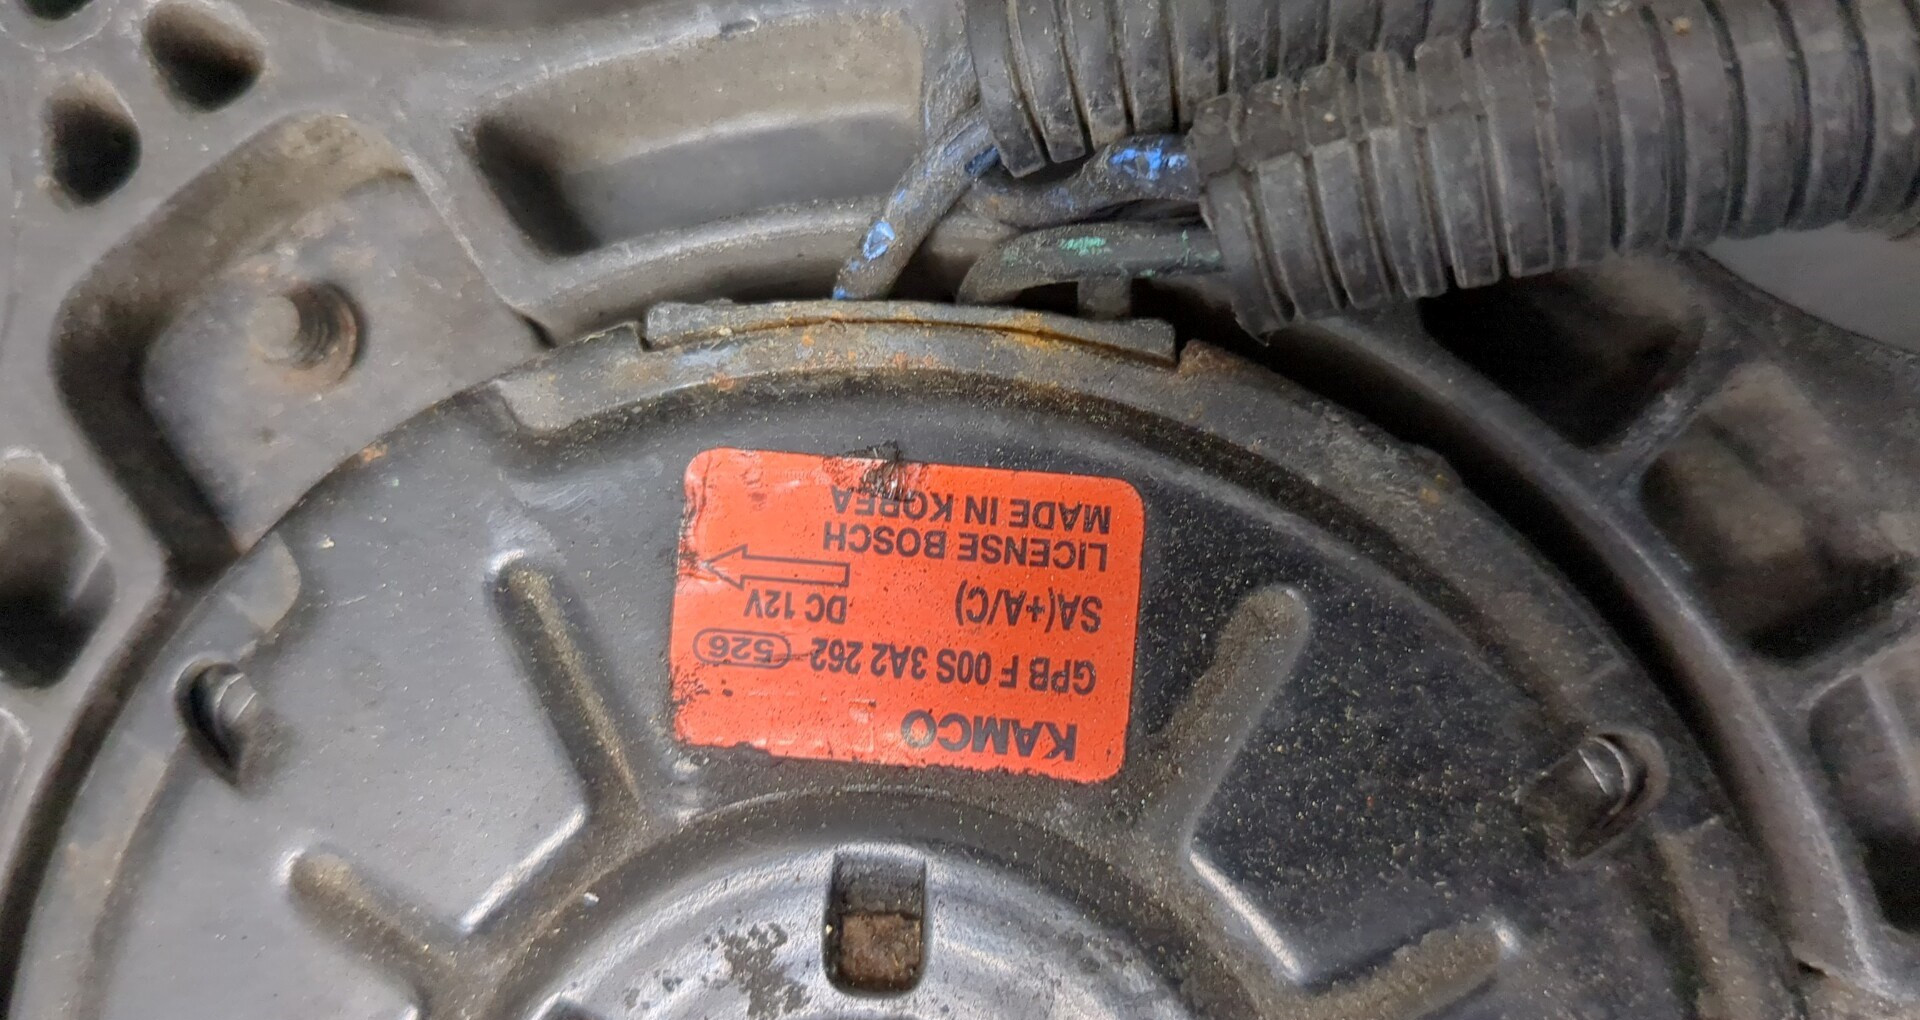 KAMCO
GPB F 00S 3A2 262 526
SA(+A/C) DC 12V
LICENSE BOSCH
MADE IN KOREA